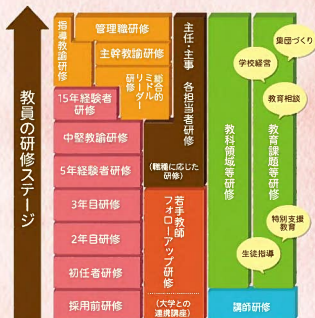 教員の研修ステージ
指導教諭研修
管理職研修
主幹教諭研修
総合的
ミドル
リーダー
研修
15年経験者
研修
中堅教諭研修
5年経験者研修
3年目研修
2年目研修
初任者研修
採用前研修
主任・主事 各担当者研修
(職種に応じた
研修)
若手教師
フォローアップ研修
(大学との
連携講座)
教科領域等研修
教育課題等研修
講師研修
集団づくり
学校経営
教育相談
特別支援
教育
生徒指導